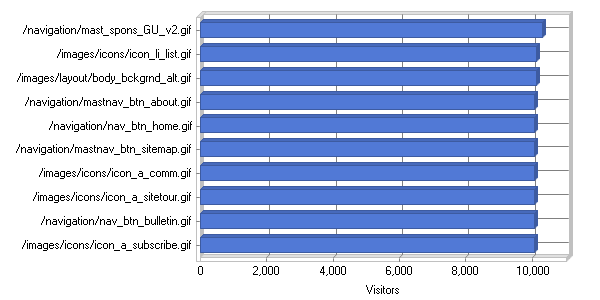 /navigation/mast_spons_GU_v2.gif
/images/icons/icon_li_list.gif
/images/layout/body_bckgrnd_alt.gif
/navigation/mastnav_btn_about.gif
/navigation/nav_btn_home.gif
/navigation/mastnav_btn_sitemap.gif
/images/icons/icon_a_comm.gif
/images/icons/icon_a_sitetour.gif
/navigation/nav_btn_bulletin.gif
/images/icons/icon_a_subscribe.gif
0 2,000 4,000 6,000 8,000 10,000
Visitors